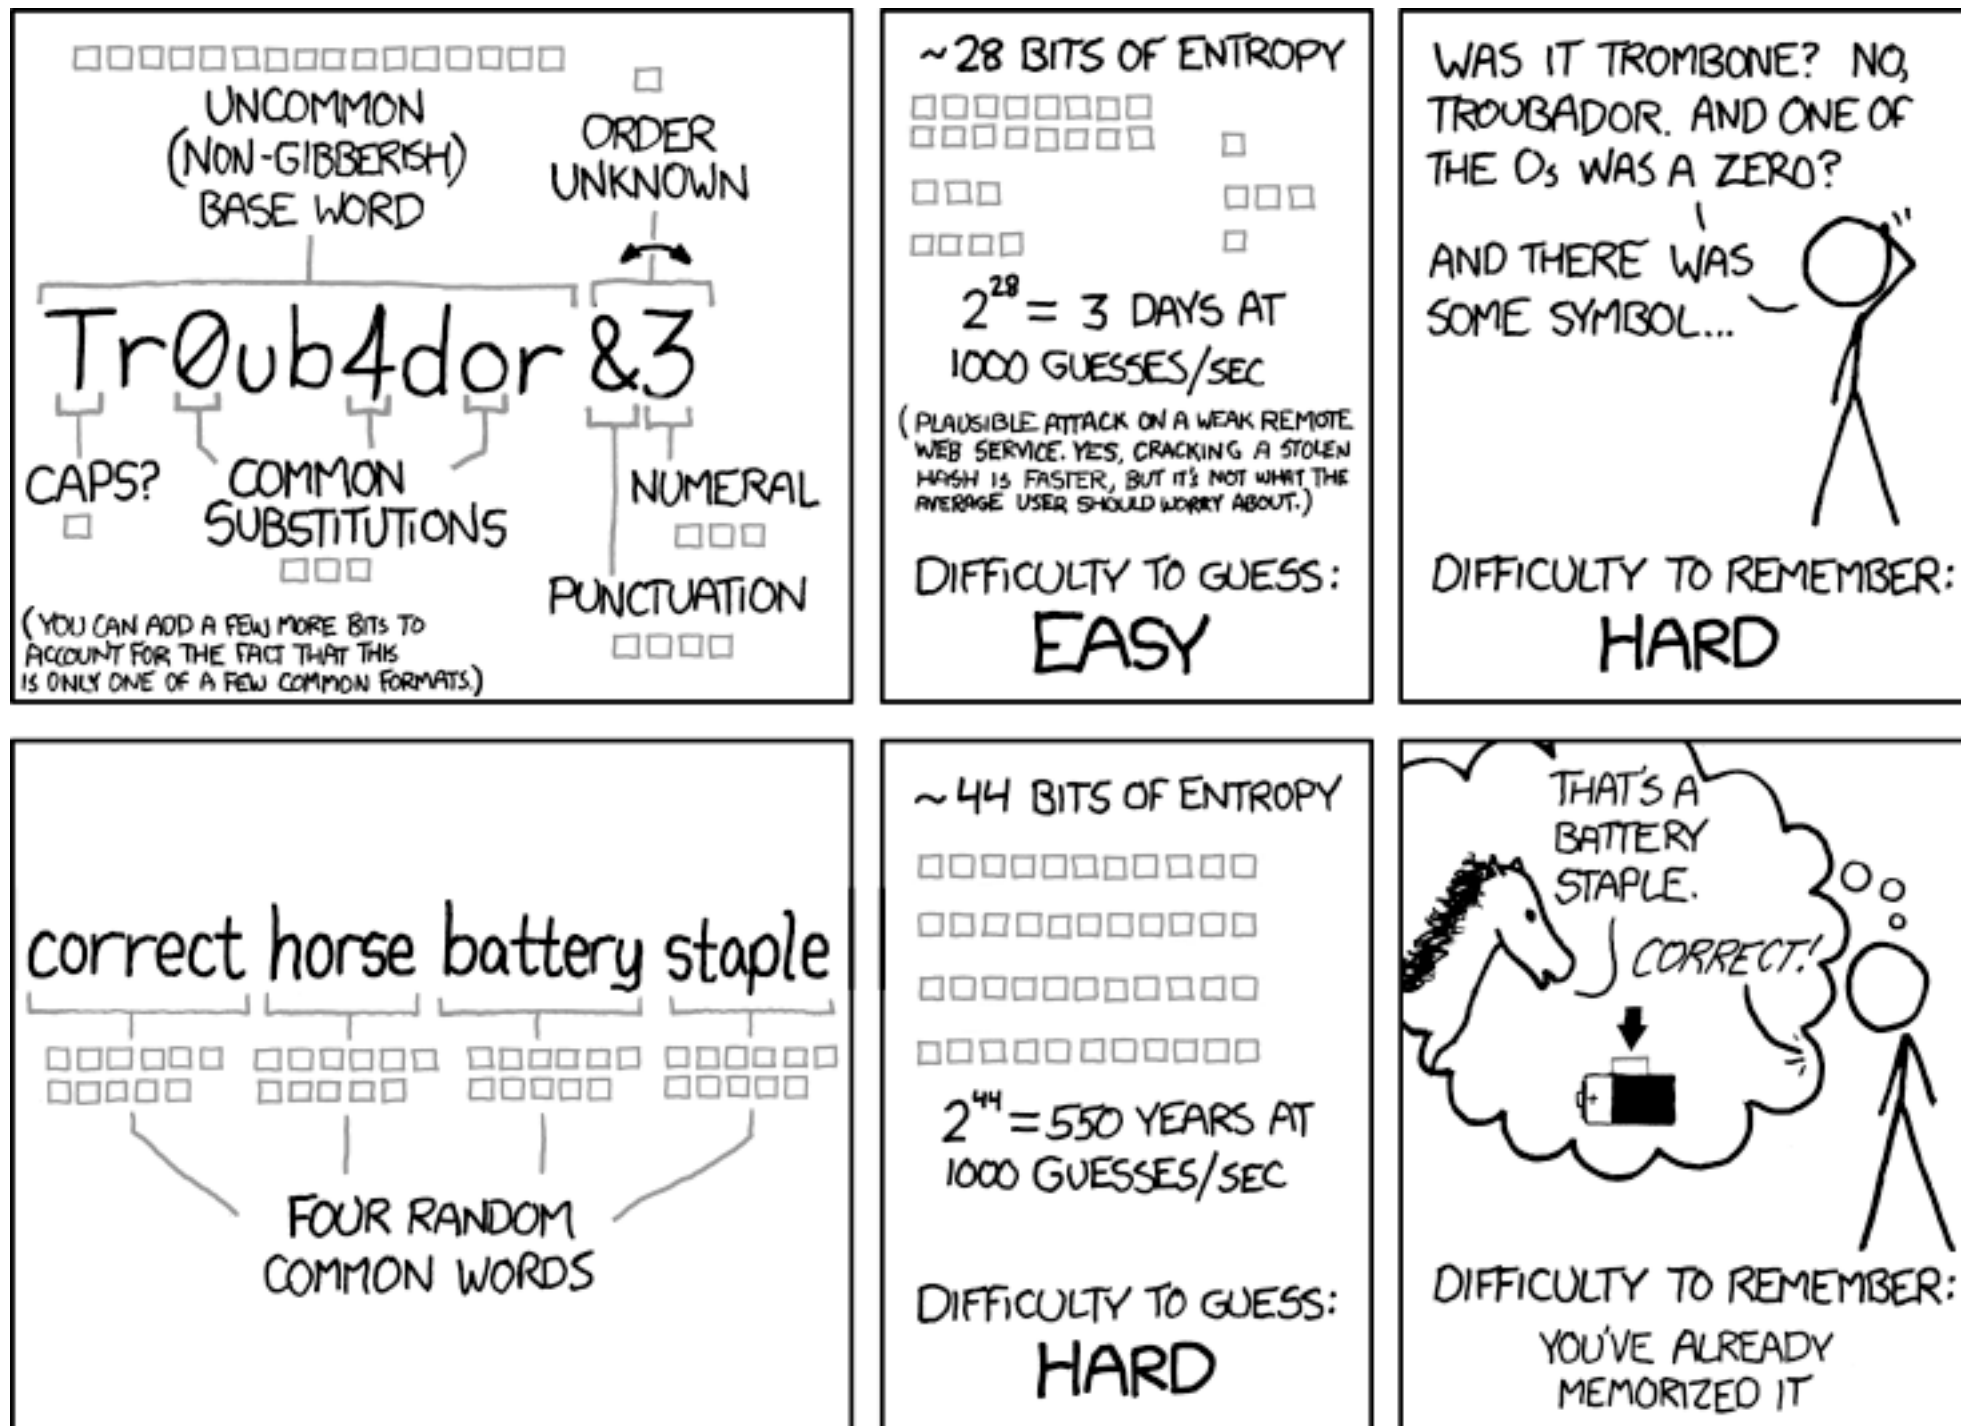 UNCOMMON
(NON-GIBBERISH)
BASE WORD
ORDER
UNKNOWN
Tr0ub4dor &3
CAPS?
COMMON
SUBSTITUTIONS
NUMERAL
PUNCTUATION
(YOU CAN ADD A FEW MORE BITS TO
ACCOUNT FOR THE FACT THAT THIS
IS ONLY ONE OF A FEW COMMON FORMATS.)
~28 BITS OF ENTROPY
2^28 = 3 DAYS AT
1000 GUESSES/SEC
(PLAUSIBLE ATTACK ON A WEAK REMOTE
WEB SERVICE. YES, CRACKING A STOLEN
HASH IS FASTER, BUT IT'S NOT WHAT THE
AVERAGE USER SHOULD WORRY ABOUT.)
DIFFICULTY TO GUESS:
EASY
WAS IT TROMBONE? NO,
TROUBADOR. AND ONE OF
THE Os WAS A ZERO?
AND THERE WAS
SOME SYMBOL...
DIFFICULTY TO REMEMBER:
HARD
correct horse battery staple
FOUR RANDOM
COMMON WORDS
~44 BITS OF ENTROPY
2^44 = 550 YEARS AT
1000 GUESSES/SEC
DIFFICULTY TO GUESS:
HARD
THAT'S A
BATTERY
STAPLE.
CORRECT!
+
DIFFICULTY TO REMEMBER:
YOU'VE ALREADY
MEMORIZED IT